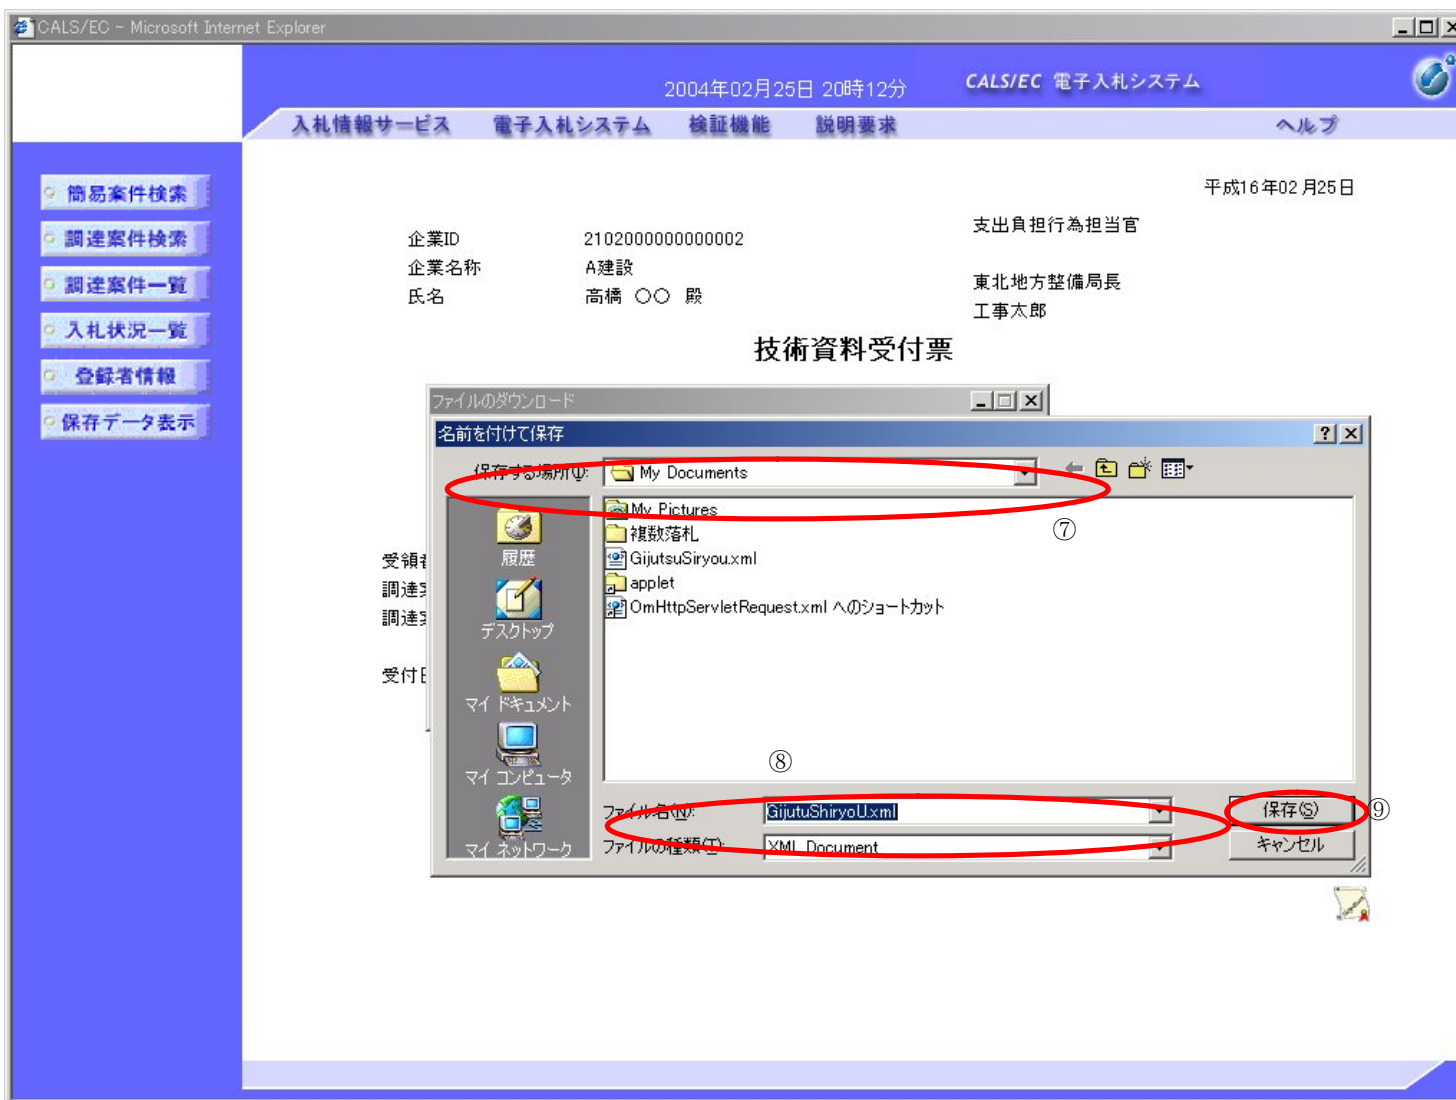 CALS/EC - Microsoft Internet Explorer
2004年02月25日 20時12分
CALS/EC 電子入札システム
入札情報サービス 電子入札システム 検証機能 説明要求 ヘルプ
簡易案件検索
調達案件検索
調達案件一覧
入札状況一覧
登録者情報
保存データ表示
平成16年02月25日
支出負担行為担当官
企業ID 2102000000000002
企業名称 A建設
東北地方整備局長
氏名 高橋 〇〇 殿
工事太郎
技術資料受付票
ファイルのダウンロード
名前を付けて保存
保存する場所(I): My Documents
⑦
履歴
デスクトップ
マイ ドキュメント
マイ コンピュータ
マイ ネットワーク
My Pictures
複数落札
GijutsuSiryou.xml
applet
OmHttpServletRequest.xml へのショートカット
受領
調達
調達
受付
⑧
ファイル名(N): GijutuShiryoU.xml 保存(S) ⑨
ファイルの種類(T): XML Document キャンセル